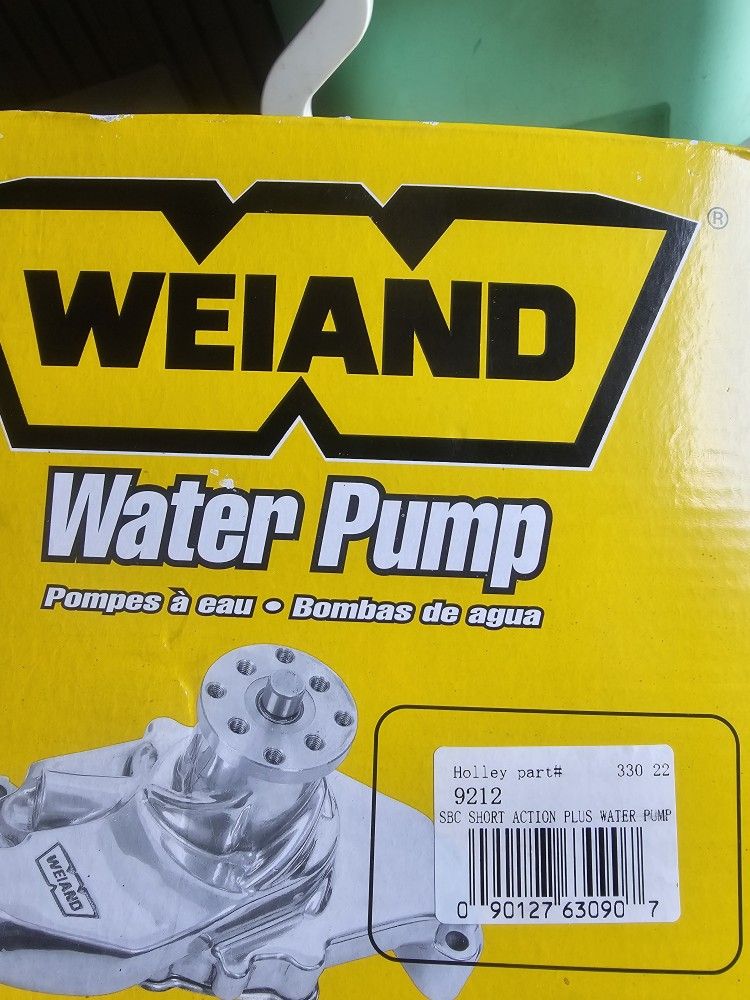 WEIAND
®
Water Pump
Pompes à eau • Bombas de agua
WEIAND
Holley part# 330 22
9212
SBC SHORT ACTION PLUS WATER PUMP
0 90127 63090 7